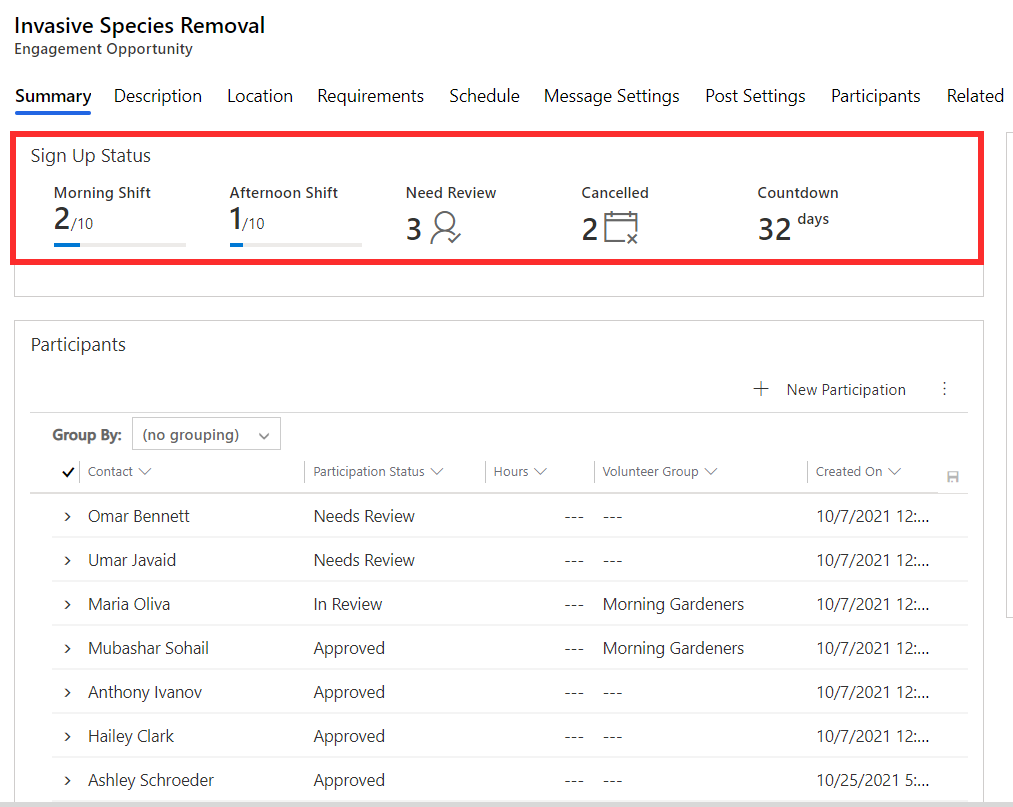 Invasive Species Removal
Engagement Opportunity
Summary Description Location Requirements Schedule Message Settings Post Settings Participants Related
Sign Up Status
Morning Shift Afternoon Shift Need Review Cancelled Countdown
2/10 1/10 3 2 32 days
Participants
New Participation
Group By: (no grouping)
Contact Participation Status Hours Volunteer Group Created On
Omar Bennett Needs Review --- --- 10/7/2021 12:...
Umar Javaid Needs Review --- --- 10/7/2021 12:...
Maria Oliva In Review --- Morning Gardeners 10/7/2021 12:...
Mubashar Sohail Approved --- Morning Gardeners 10/7/2021 12:...
Anthony Ivanov Approved --- --- 10/7/2021 12:...
Hailey Clark Approved --- --- 10/7/2021 12:...
Ashley Schroeder Approved --- --- 10/25/2021 5:...